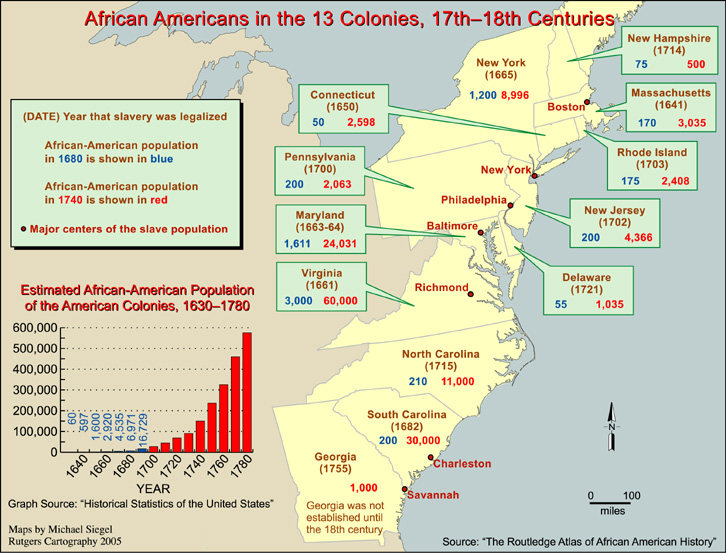 African Americans in the 13 Colonies, 17th–18th Centuries
New Hampshire
(1714)
75 500
New York
(1665)
1,200 8,996
Connecticut
(1650)
50 2,598
Boston
Massachusetts
(1641)
170 3,035
(DATE) Year that slavery was legalized
African-American population
in 1680 is shown in blue
African-American population
in 1740 is shown in red
Major centers of the slave population
Pennsylvania
(1700)
200 2,063
New York
Rhode Island
(1703)
175 2,408
Philadelphia
Maryland
(1663-64)
1,611 24,031
Baltimore
New Jersey
(1702)
200 4,366
Virginia
(1661)
3,000 60,000
Richmond
Delaware
(1721)
55 1,035
Estimated African-American Population
of the American Colonies, 1630–1780
600,000
500,000
400,000
300,000
200,000
100,000
0
60
597
1,600
2,920
4,535
6,971
16,729
1640
1660
1680
1700
1720
1740
1760
1780
YEAR
Graph Source: "Historical Statistics of the United States"
North Carolina
(1715)
210 11,000
South Carolina
(1682)
200 30,000
Georgia
(1755)
1,000
Charleston
Savannah
Georgia was not
established until
the 18th century
N
0 100
miles
Maps by Michael Siegel
Rutgers Cartography 2005
Source: "The Routledge Atlas of African American History"